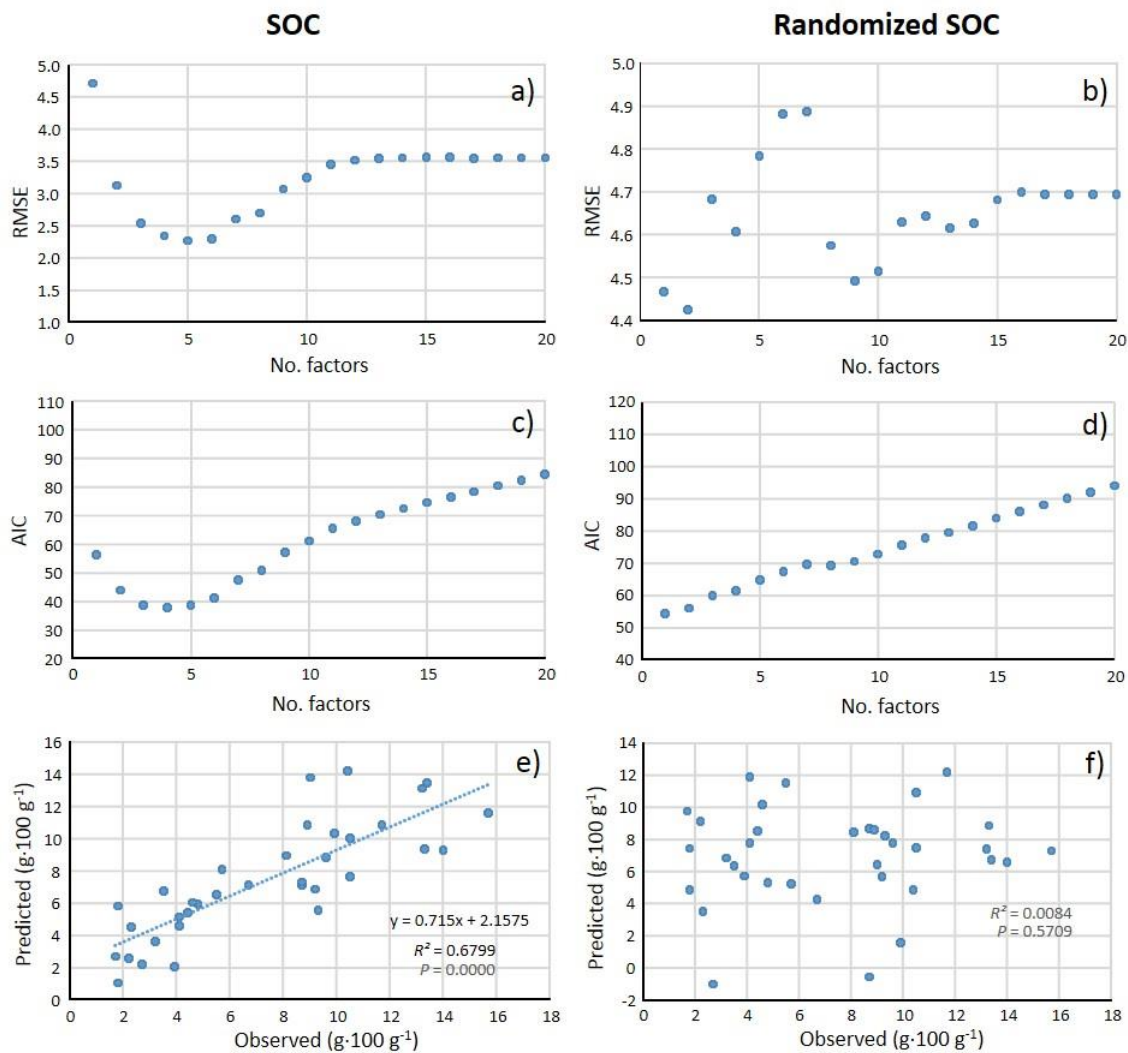 SOC
Randomized SOC
a)
5.0
4.5
4.0
3.5
3.0
2.5
2.0
1.5
1.0
RMSE
0 5 10 15 20
No. factors
b)
5.0
4.9
4.8
4.7
4.6
4.5
4.4
RMSE
0 5 10 15 20
No. factors
c)
110
100
90
80
70
60
50
40
30
20
AIC
0 5 10 15 20
No. factors
d)
120
110
100
90
80
70
60
50
40
AIC
0 5 10 15 20
No. factors
e)
16
14
12
10
8
6
4
2
0
Predicted (g·100 g⁻¹)
y = 0.715x + 2.1575
R² = 0.6799
P = 0.0000
0 2 4 6 8 10 12 14 16 18
Observed (g·100 g⁻¹)
f)
14
12
10
8
6
4
2
0
-2
Predicted (g·100 g⁻¹)
R² = 0.0084
P = 0.5709
0 2 4 6 8 10 12 14 16 18
Observed (g·100 g⁻¹)